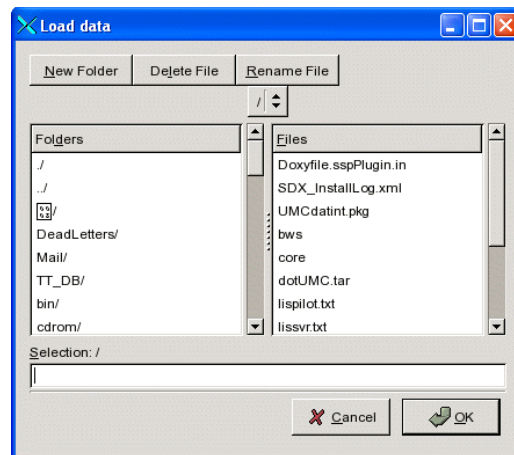 Load data
New Folder Delete File Rename File
/
Folders
./
../
/
DeadLetters/
Mail/
TT_DB/
bin/
cdrom/
Files
Doxyfile.sspPlugin.in
SDX_InstallLog.xml
UMCdatint.pkg
bws
core
dotUMC.tar
lispilot.txt
lissvr.txt
Selection: /
Cancel OK